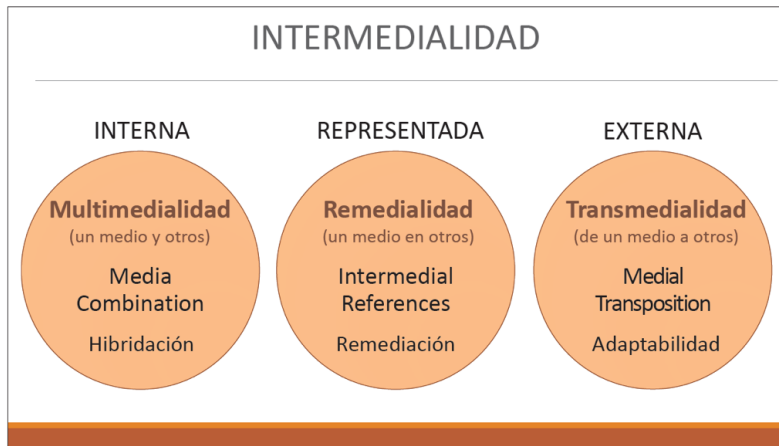 INTERMEDIALIDAD
INTERNA
Multimedialidad
(un medio y otros)
Media
Combination
Hibridación
REPRESENTADA
Remedialidad
(un medio en otros)
Intermedial
References
Remediación
EXTERNA
Transmedialidad
(de un medio a otros)
Medial
Transposition
Adaptabilidad